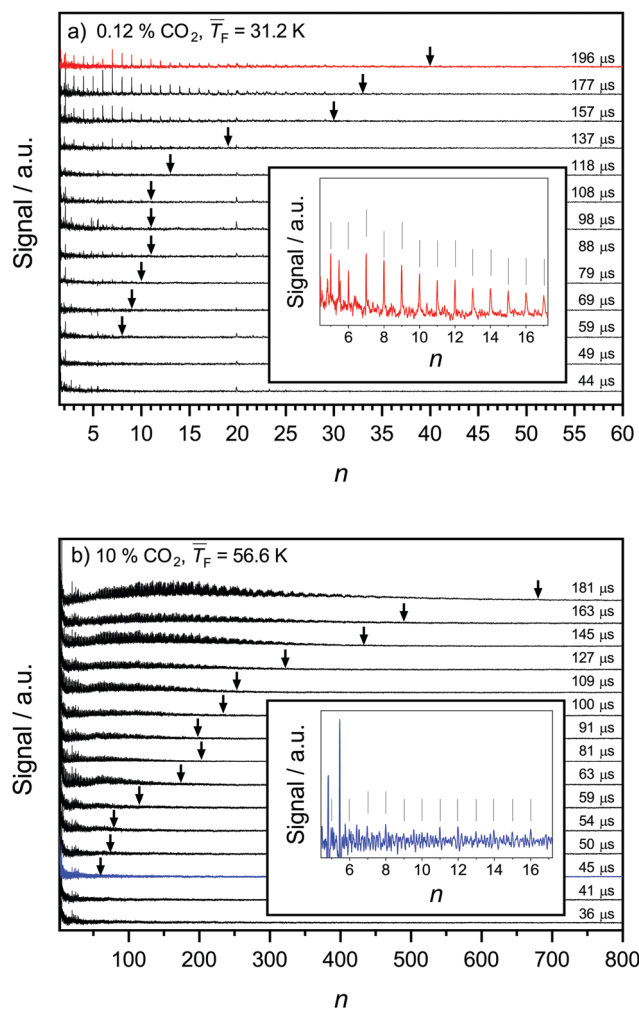 a) 0.12 % CO2, T̅F = 31.2 K
196 µs
177 µs
157 µs
137 µs
118 µs
108 µs
98 µs
88 µs
79 µs
69 µs
59 µs
49 µs
44 µs
Signal / a.u.
Signal / a.u.
6 8 10 12 14 16
n
5 10 15 20 25 30 35 40 45 50 55 60
n
b) 10 % CO2, T̅F = 56.6 K
181 µs
163 µs
145 µs
127 µs
109 µs
100 µs
91 µs
81 µs
63 µs
59 µs
54 µs
50 µs
45 µs
41 µs
36 µs
Signal / a.u.
Signal / a.u.
6 8 10 12 14 16
n
100 200 300 400 500 600 700 800
n